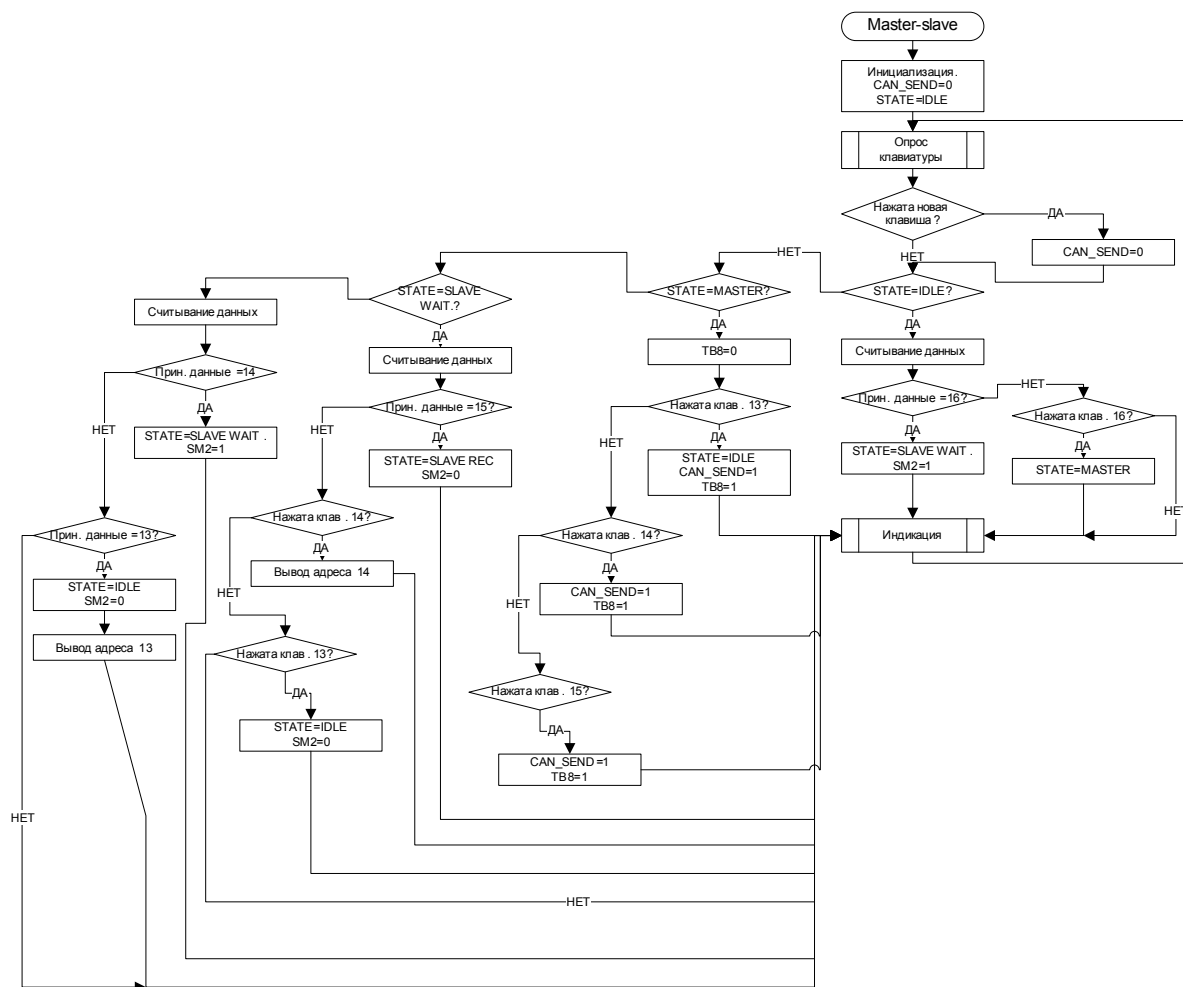 Master-slave
Инициализация.
CAN_SEND=0
STATE=IDLE
Опрос
клавиатуры
Нажата новая
клавиша ?
ДА
CAN_SEND=0
НЕТ
STATE=IDLE?
НЕТ
ДА
Считывание данных
Прин. данные =16?
НЕТ
Нажата клав . 16?
НЕТ
ДА
STATE=MASTER
ДА
STATE=SLAVE WAIT .
SM2=1
Индикация
STATE=MASTER?
НЕТ
ДА
TB8=0
Нажата клав . 13?
НЕТ
ДА
STATE=IDLE
CAN_SEND=1
TB8=1
Нажата клав . 14?
НЕТ
ДА
CAN_SEND=1
TB8=1
Нажата клав . 15?
ДА
CAN_SEND =1
TB8=1
STATE=SLAVE
WAIT.?
ДА
Считывание данных
Прин. данные =15?
НЕТ
ДА
STATE=SLAVE REC
SM2=0
Нажата клав . 14?
НЕТ
ДА
Вывод адреса 14
Нажата клав . 13?
ДА
STATE=IDLE
SM2=0
НЕТ
Считывание данных
Прин. данные =14
НЕТ
ДА
STATE=SLAVE WAIT .
SM2=1
Прин. данные =13?
НЕТ
ДА
STATE=IDLE
SM2=0
Вывод адреса 13